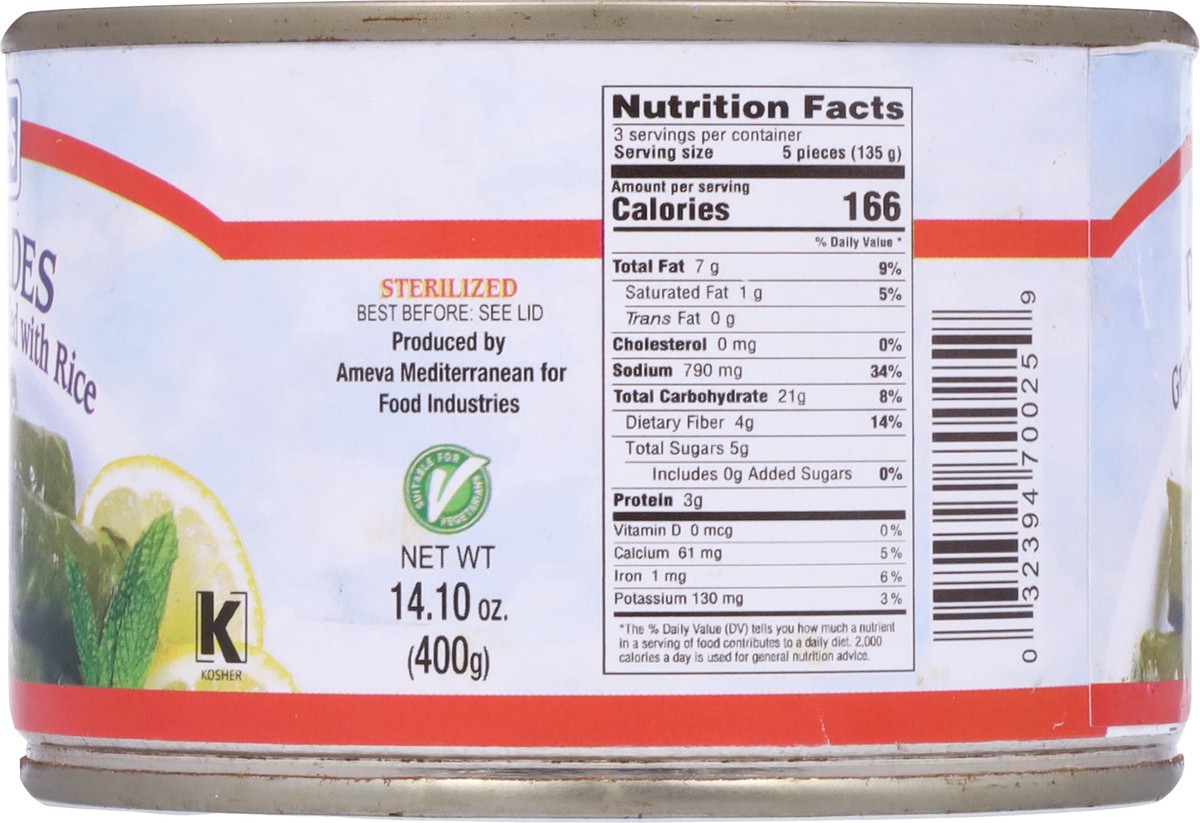 DES
with Rice
KOSHER
STERILIZED
BEST BEFORE: SEE LID
Produced by
Ameva Mediterranean for
Food Industries
SUITABLE FOR
VEGETARIANS
NET WT
14.10 oz.
(400g)
Nutrition Facts
3 servings per container
Serving size 5 pieces (135 g)
Amount per serving
Calories 166
% Daily Value *
Total Fat 7 g 9%
Saturated Fat 1 g 5%
Trans Fat 0 g
Cholesterol 0 mg 0%
Sodium 790 mg 34%
Total Carbohydrate 21g 8%
Dietary Fiber 4g 14%
Total Sugars 5g
Includes 0g Added Sugars 0%
Protein 3g
Vitamin D 0 mcg 0%
Calcium 61 mg 5%
Iron 1 mg 6%
Potassium 130 mg 3%
*The % Daily Value (DV) tells you how much a nutrient
in a serving of food contributes to a daily diet. 2,000
calories a day is used for general nutrition advice.
0 32394 70025 9